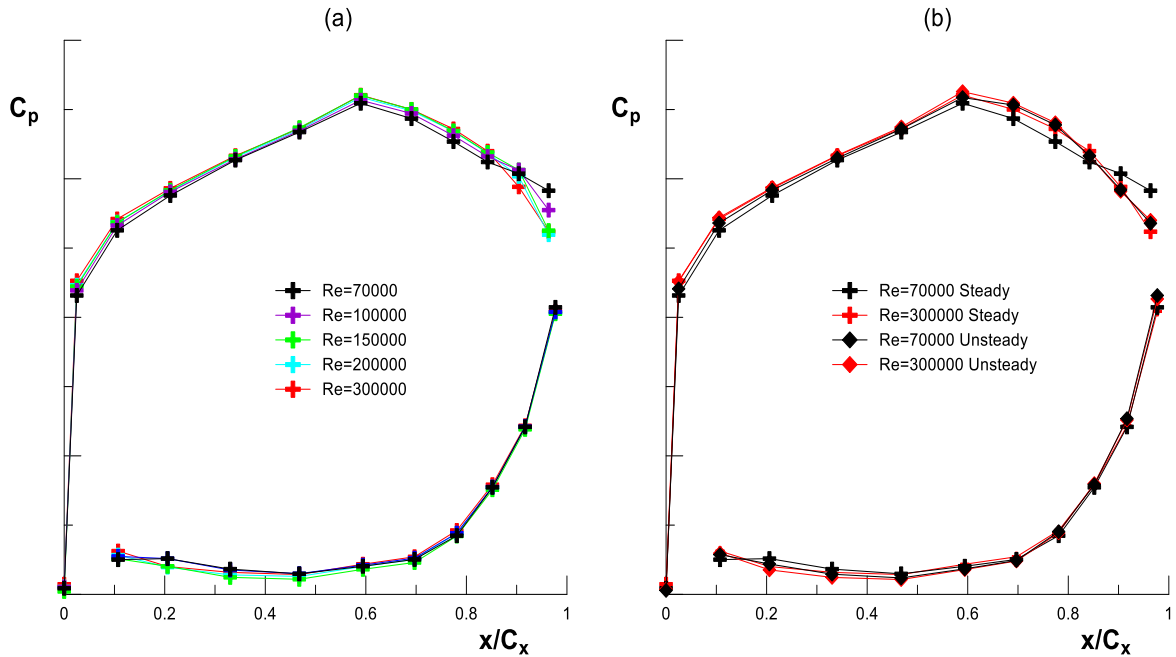 (a)
(b)
Cp
Cp
Re=70000
Re=100000
Re=150000
Re=200000
Re=300000
Re=70000 Steady
Re=300000 Steady
Re=70000 Unsteady
Re=300000 Unsteady
0 0.2 0.4 0.6 0.8 1
0 0.2 0.4 0.6 0.8 1
x/Cx
x/Cx